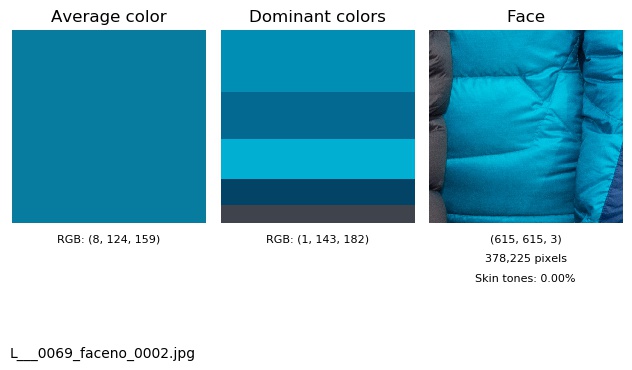 Average color
Dominant colors
Face
RGB: (8, 124, 159)
RGB: (1, 143, 182)
(615, 615, 3)
378,225 pixels
Skin tones: 0.00%
L___0069_faceno_0002.jpg